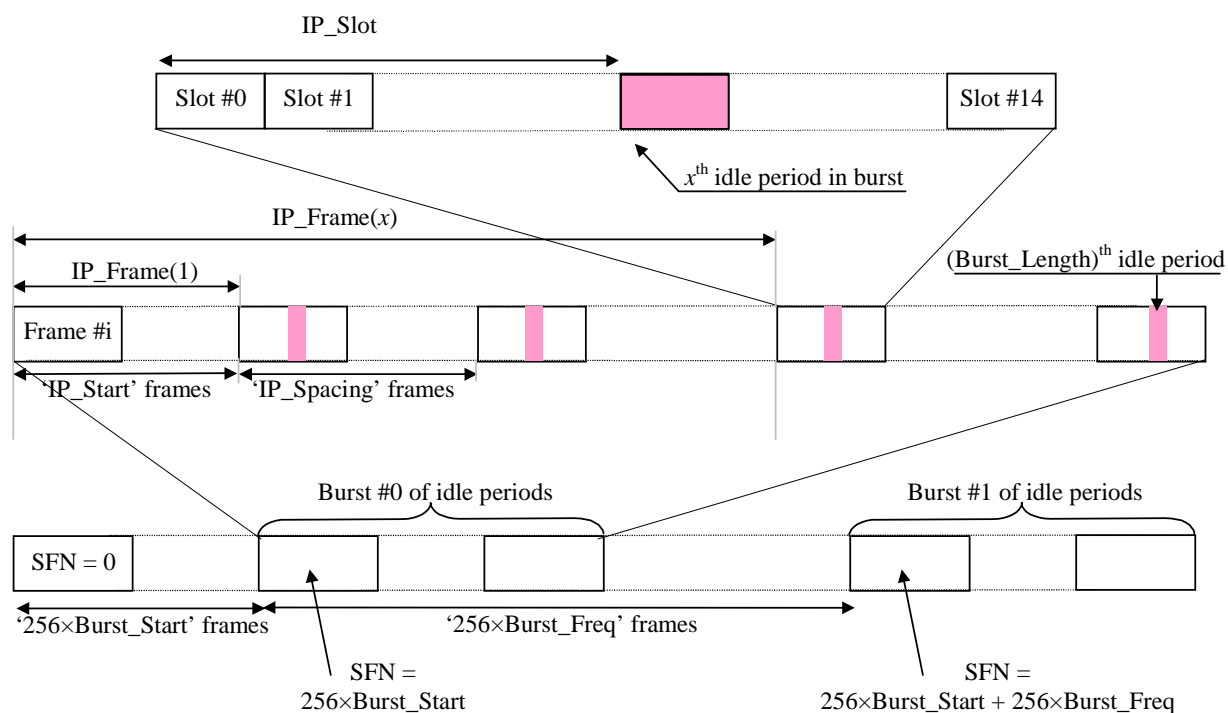 IP_Slot
Slot #0
Slot #1
Slot #14
xth idle period in burst
IP_Frame(x)
IP_Frame(1)
(Burst_Length)th idle period
Frame #i
‘IP_Start’ frames
‘IP_Spacing’ frames
Burst #0 of idle periods
Burst #1 of idle periods
SFN = 0
‘256×Burst_Start’ frames
‘256×Burst_Freq’ frames
SFN =
256×Burst_Start
SFN =
256×Burst_Start + 256×Burst_Freq